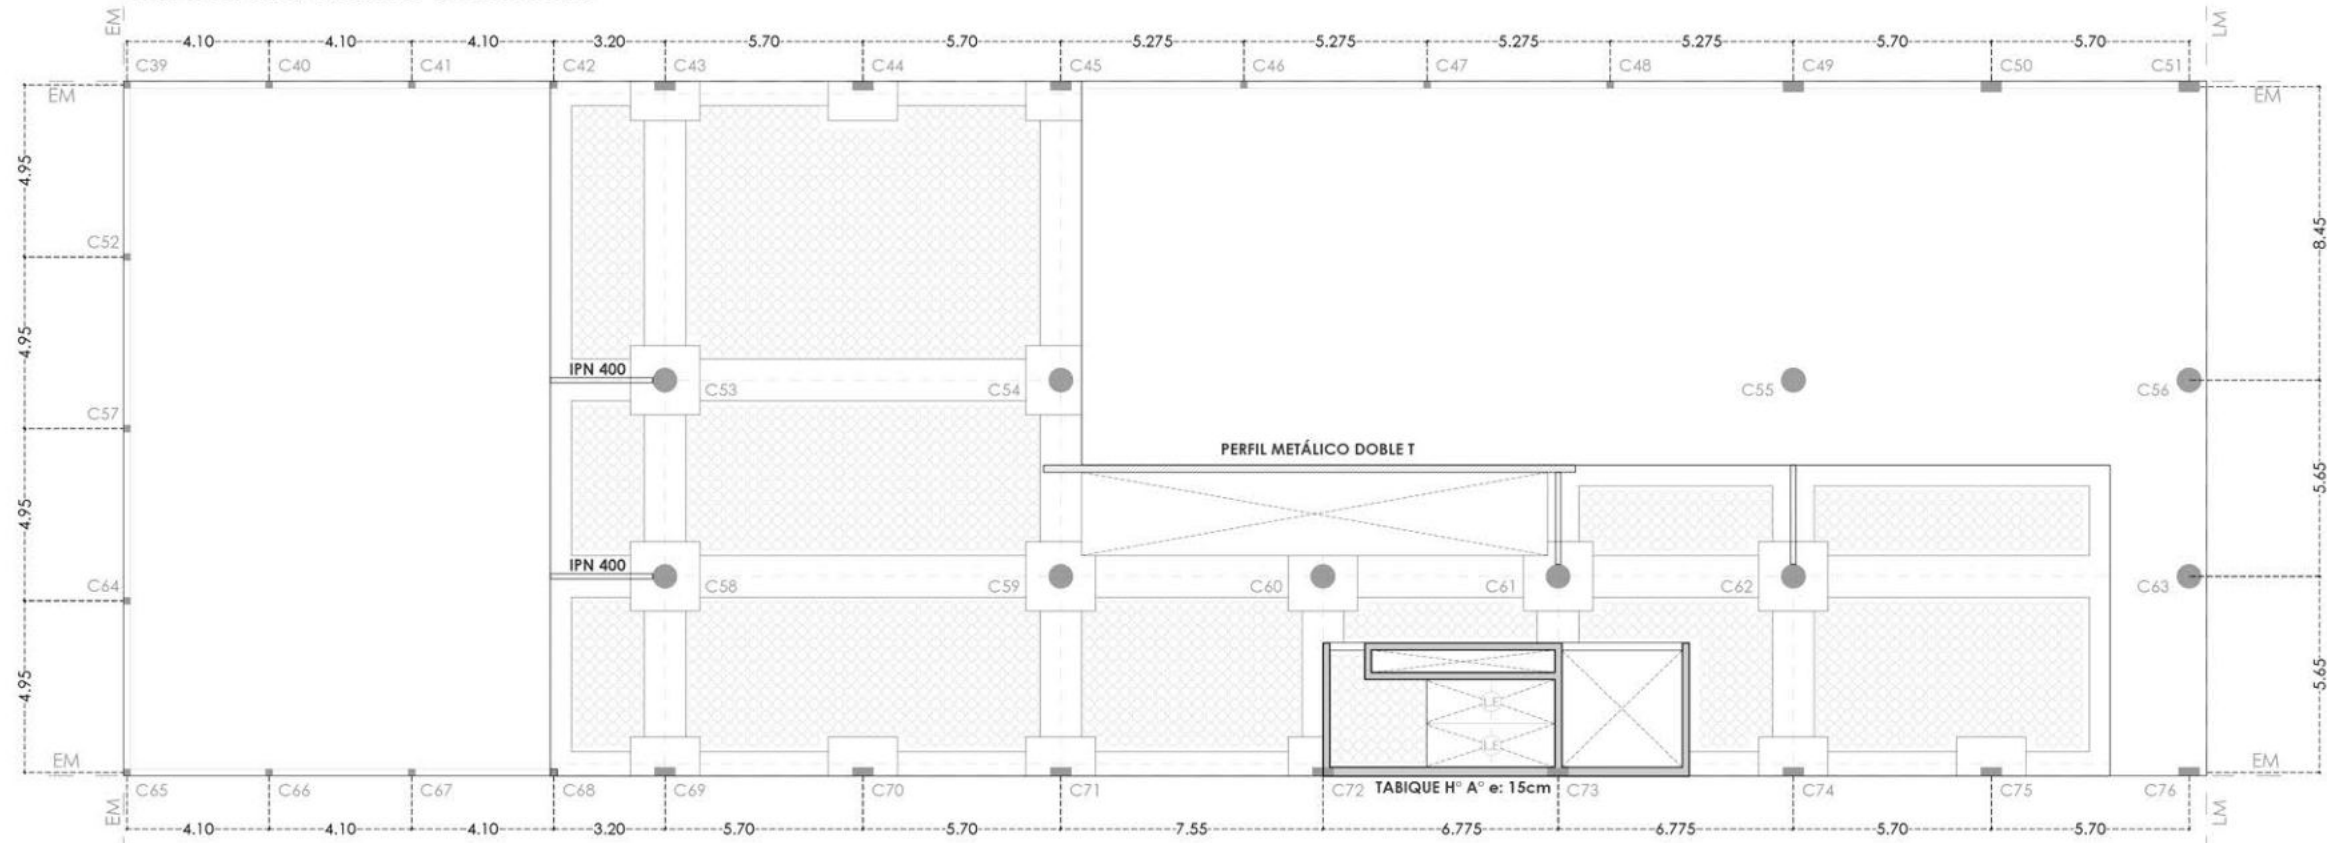 EM
LM
4.10 4.10 4.10 3.20 5.70 5.70 5.275 5.275 5.275 5.275 5.70 5.70
C39 C40 C41 C42 C43 C44 C45 C46 C47 C48 C49 C50 C51
EM EM
4.95
8.45
C52
4.95
IPN 400
C53 C54 C55 C56
C57
PERFIL METÁLICO DOBLE T
5.65
4.95
IPN 400
C64 C58 C59 C60 C61 C62 C63
4.95
5.65
EM EM
C65 C66 C67 C68 C69 C70 C71 C72 TABIQUE H° A° e: 15cm C73 C74 C75 C76
EM
LM
4.10 4.10 4.10 3.20 5.70 5.70 7.55 6.775 6.775 5.70 5.70